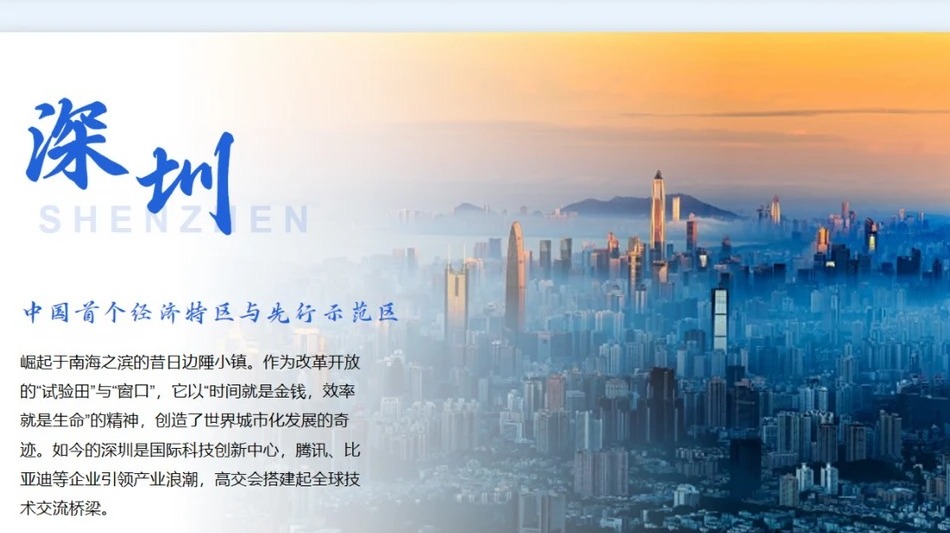 深圳
SHENZHEN
中国首个经济特区与先行示范区
崛起于南海之滨的昔日边陲小镇。作为改革开放
的“试验田”与“窗口”，它以“时间就是金钱，效率
就是生命”的精神，创造了世界城市化发展的奇
迹。如今的深圳是国际科技创新中心，腾讯、比
亚迪等企业引领产业浪潮，高交会搭建起全球技
术交流桥梁。